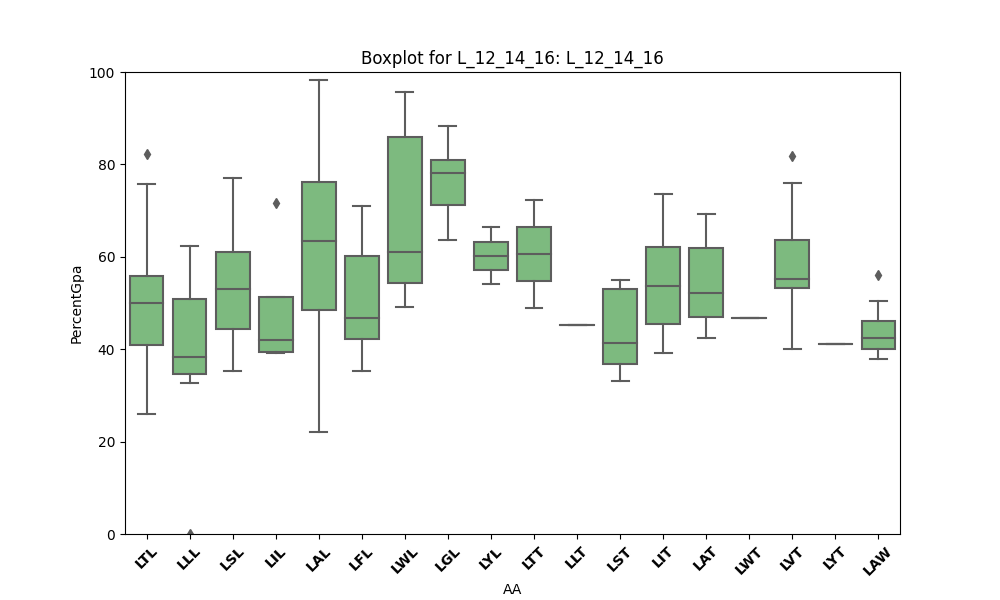 Boxplot for L_12_14_16: L_12_14_16
100
80
60
40
20
0
PercentGpa
LTL LLL LSL LIL LAL LFL LWL LGL LYL LTT LLT LST LIT LAT LWT LVT LYT LAW
AA